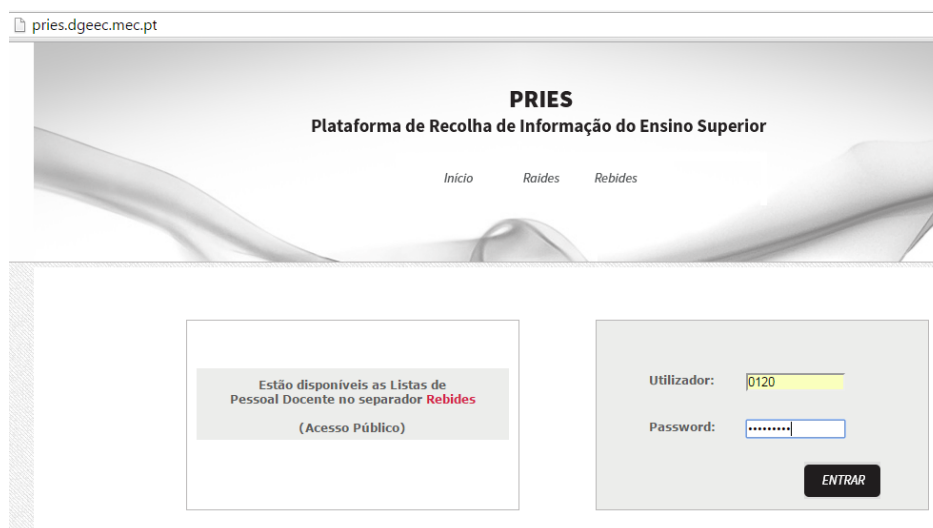 pries.dgeec.mec.pt
PRIES
Plataforma de Recolha de Informação do Ensino Superior
Início Raides Rebides
Estão disponíveis as Listas de
Pessoal Docente no separador Rebides
(Acesso Público)
Utilizador: 0120
Password: •••••••••
ENTRAR